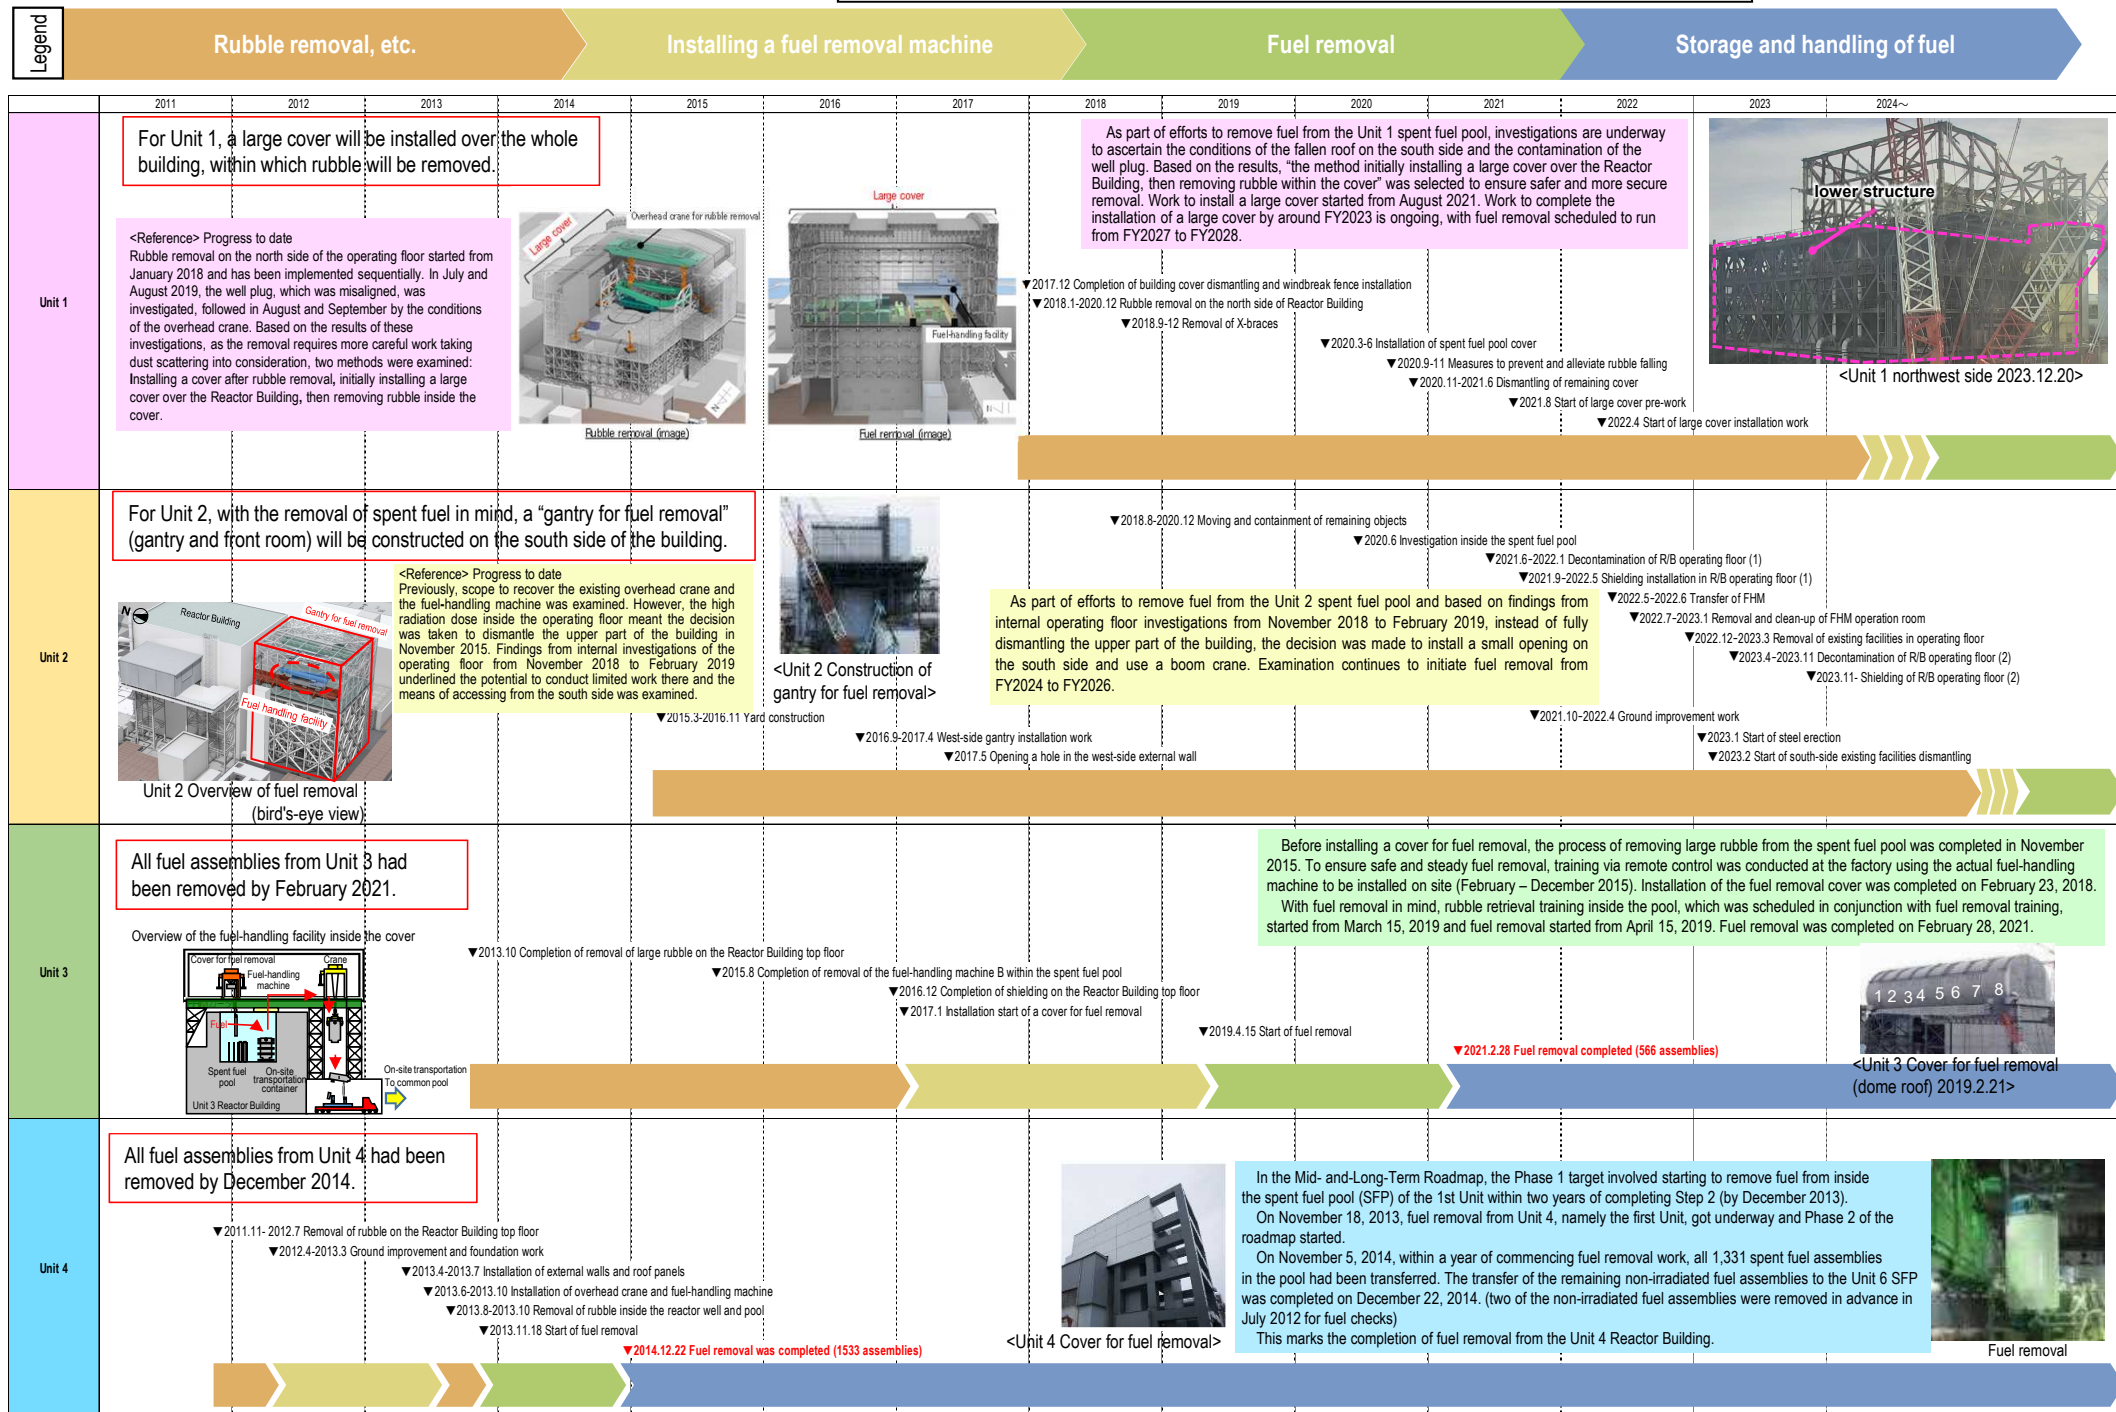 Legend
Rubble removal, etc.
Installing a fuel removal machine
Fuel removal
Storage and handling of fuel
2011
2012
2013
2014
2015
2016
2017
2018
2019
2020
2021
2022
2023
2024～
Unit 1
For Unit 1, a large cover will be installed over the whole
building, within which rubble will be removed.
<Reference> Progress to date
Rubble removal on the north side of the operating floor started from
January 2018 and has been implemented sequentially. In July and
August 2019, the well plug, which was misaligned, was
investigated, followed in August and September by the conditions
of the overhead crane. Based on the results of these
investigations, as the removal requires more careful work taking
dust scattering into consideration, two methods were examined:
Installing a cover after rubble removal, initially installing a large
cover over the Reactor Building, then removing rubble inside the
cover.
Large cover
Overhead crane for rubble removal
Rubble removal (image)
Large cover
Fuel-handling facility
Fuel removal (image)
As part of efforts to remove fuel from the Unit 1 spent fuel pool, investigations are underway
to ascertain the conditions of the fallen roof on the south side and the contamination of the
well plug. Based on the results, “the method initially installing a large cover over the Reactor
Building, then removing rubble within the cover” was selected to ensure safer and more secure
removal. Work to install a large cover started from August 2021. Work to complete the
installation of a large cover by around FY2023 is ongoing, with fuel removal scheduled to run
from FY2027 to FY2028.
lower structure
<Unit 1 northwest side 2023.12.20>
▼2017.12 Completion of building cover dismantling and windbreak fence installation
▼2018.1-2020.12 Rubble removal on the north side of Reactor Building
▼2018.9-12 Removal of X-braces
▼2020.3-6 Installation of spent fuel pool cover
▼2020.9-11 Measures to prevent and alleviate rubble falling
▼2020.11-2021.6 Dismantling of remaining cover
▼2021.8 Start of large cover pre-work
▼2022.4 Start of large cover installation work
Unit 2
For Unit 2, with the removal of spent fuel in mind, a “gantry for fuel removal”
(gantry and front room) will be constructed on the south side of the building.
N
Reactor Building
Gantry for fuel removal
Fuel handling facility
Unit 2 Overview of fuel removal
(bird's-eye view)
<Reference> Progress to date
Previously, scope to recover the existing overhead crane and
the fuel-handling machine was examined. However, the high
radiation dose inside the operating floor meant the decision
was taken to dismantle the upper part of the building in
November 2015. Findings from internal investigations of the
operating floor from November 2018 to February 2019
underlined the potential to conduct limited work there and the
means of accessing from the south side was examined.
<Unit 2 Construction of
gantry for fuel removal>
As part of efforts to remove fuel from the Unit 2 spent fuel pool and based on findings from
internal operating floor investigations from November 2018 to February 2019, instead of fully
dismantling the upper part of the building, the decision was made to install a small opening on
the south side and use a boom crane. Examination continues to initiate fuel removal from
FY2024 to FY2026.
▼2018.8-2020.12 Moving and containment of remaining objects
▼2020.6 Investigation inside the spent fuel pool
▼2021.6-2022.1 Decontamination of R/B operating floor (1)
▼2021.9-2022.5 Shielding installation in R/B operating floor (1)
▼2022.5-2022.6 Transfer of FHM
▼2022.7-2023.1 Removal and clean-up of FHM operation room
▼2022.12-2023.3 Removal of existing facilities in operating floor
▼2023.4-2023.11 Decontamination of R/B operating floor (2)
▼2023.11- Shielding of R/B operating floor (2)
▼2015.3-2016.11 Yard construction
▼2016.9-2017.4 West-side gantry installation work
▼2017.5 Opening a hole in the west-side external wall
▼2021.10-2022.4 Ground improvement work
▼2023.1 Start of steel erection
▼2023.2 Start of south-side existing facilities dismantling
Unit 3
All fuel assemblies from Unit 3 had
been removed by February 2021.
Overview of the fuel-handling facility inside the cover
Cover for fuel removal
Crane
Fuel-handling
machine
Fuel
Spent fuel
pool
On-site
transportation
container
Unit 3 Reactor Building
On-site transportation
To common pool
Before installing a cover for fuel removal, the process of removing large rubble from the spent fuel pool was completed in November
2015. To ensure safe and steady fuel removal, training via remote control was conducted at the factory using the actual fuel-handling
machine to be installed on site (February – December 2015). Installation of the fuel removal cover was completed on February 23, 2018.
With fuel removal in mind, rubble retrieval training inside the pool, which was scheduled in conjunction with fuel removal training,
started from March 15, 2019 and fuel removal started from April 15, 2019. Fuel removal was completed on February 28, 2021.
▼2013.10 Completion of removal of large rubble on the Reactor Building top floor
▼2015.8 Completion of removal of the fuel-handling machine B within the spent fuel pool
▼2016.12 Completion of shielding on the Reactor Building top floor
▼2017.1 Installation start of a cover for fuel removal
▼2019.4.15 Start of fuel removal
▼2021.2.28 Fuel removal completed (566 assemblies)
1 2 3 4 5 6 7 8
<Unit 3 Cover for fuel removal
(dome roof) 2019.2.21>
Unit 4
All fuel assemblies from Unit 4 had been
removed by December 2014.
▼2011.11- 2012.7 Removal of rubble on the Reactor Building top floor
▼2012.4-2013.3 Ground improvement and foundation work
▼2013.4-2013.7 Installation of external walls and roof panels
▼2013.6-2013.10 Installation of overhead crane and fuel-handling machine
▼2013.8-2013.10 Removal of rubble inside the reactor well and pool
▼2013.11.18 Start of fuel removal
▼2014.12.22 Fuel removal was completed (1533 assemblies)
<Unit 4 Cover for fuel removal>
In the Mid- and-Long-Term Roadmap, the Phase 1 target involved starting to remove fuel from inside
the spent fuel pool (SFP) of the 1st Unit within two years of completing Step 2 (by December 2013).
On November 18, 2013, fuel removal from Unit 4, namely the first Unit, got underway and Phase 2 of the
roadmap started.
On November 5, 2014, within a year of commencing fuel removal work, all 1,331 spent fuel assemblies
in the pool had been transferred. The transfer of the remaining non-irradiated fuel assemblies to the Unit 6 SFP
was completed on December 22, 2014. (two of the non-irradiated fuel assemblies were removed in advance in
July 2012 for fuel checks)
This marks the completion of fuel removal from the Unit 4 Reactor Building.
Fuel removal